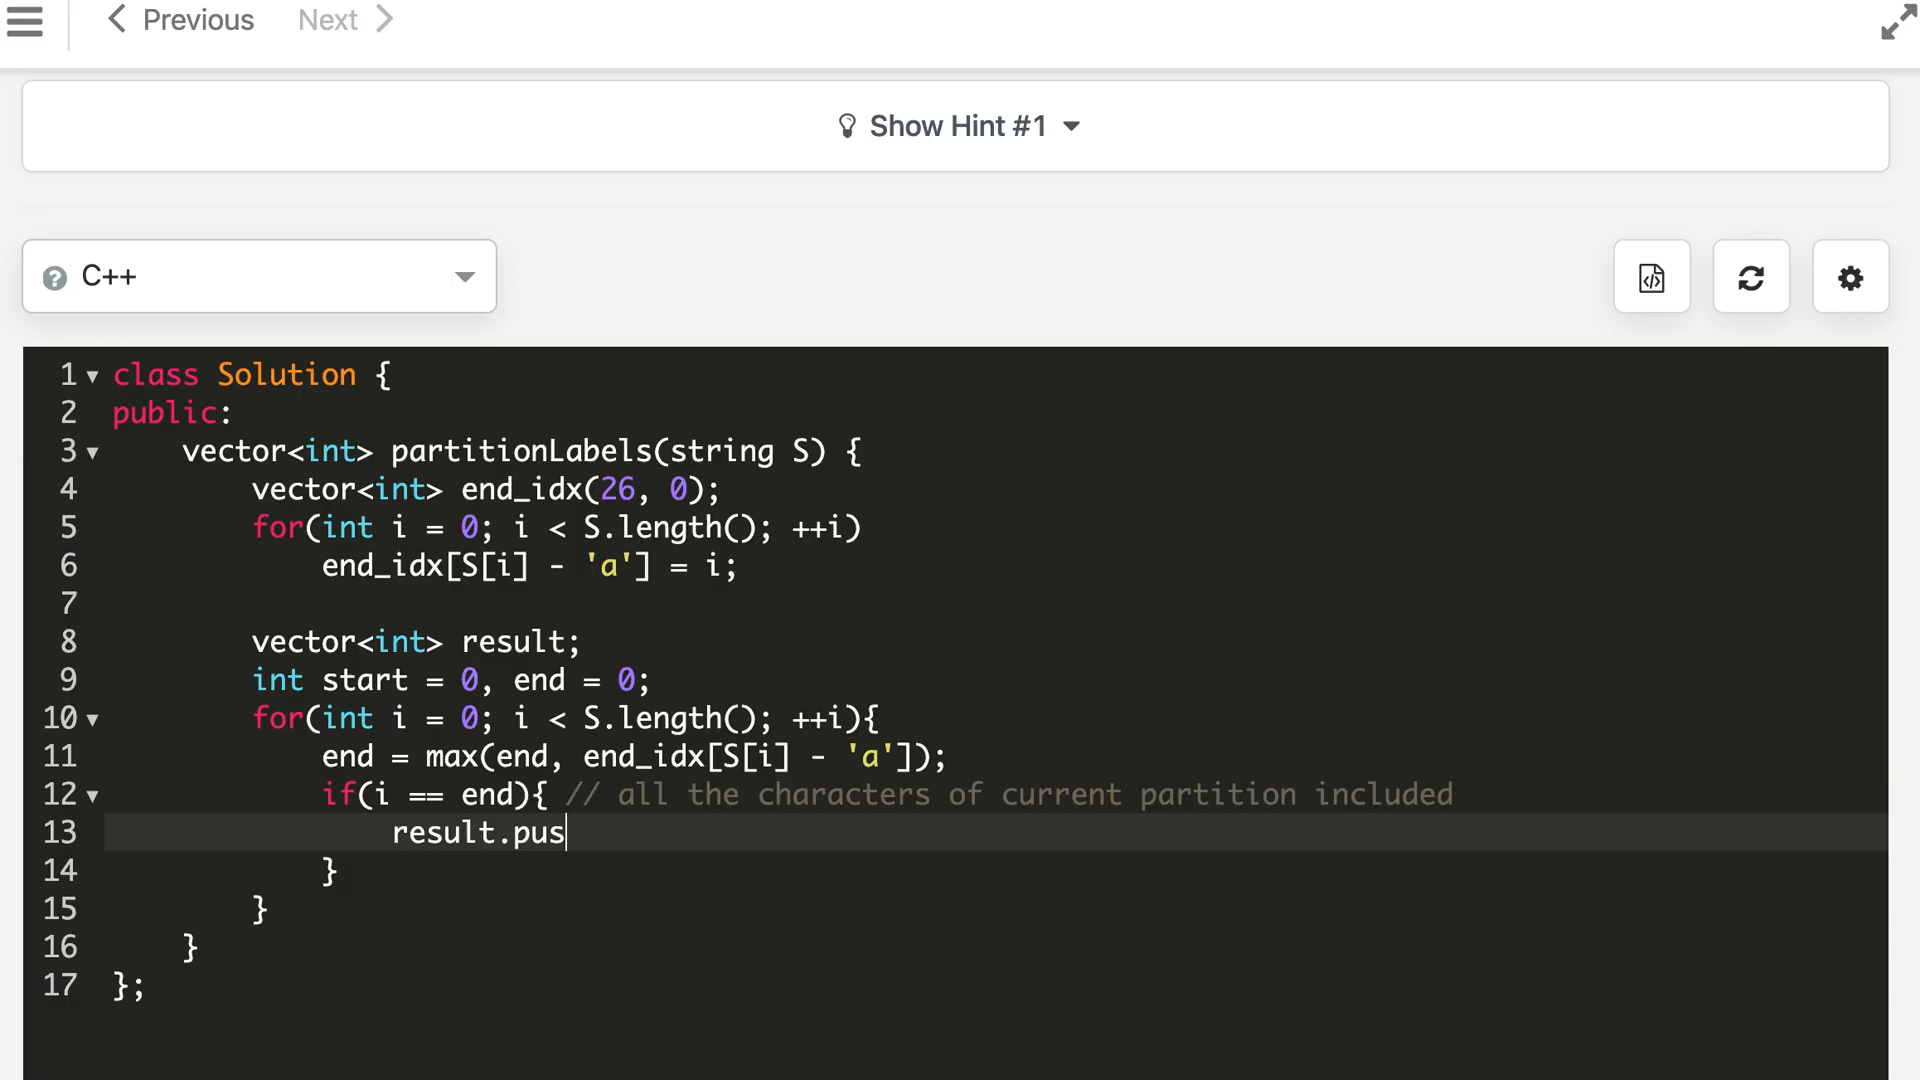 Previous Next
Show Hint #1
C++
1 class Solution {
2 public:
3     vector<int> partitionLabels(string S) {
4         vector<int> end_idx(26, 0);
5         for(int i = 0; i < S.length(); ++i)
6             end_idx[S[i] - 'a'] = i;
7
8         vector<int> result;
9         int start = 0, end = 0;
10         for(int i = 0; i < S.length(); ++i){
11             end = max(end, end_idx[S[i] - 'a']);
12             if(i == end){ // all the characters of current partition included
13                 result.pus
14             }
15         }
16     }
17 };